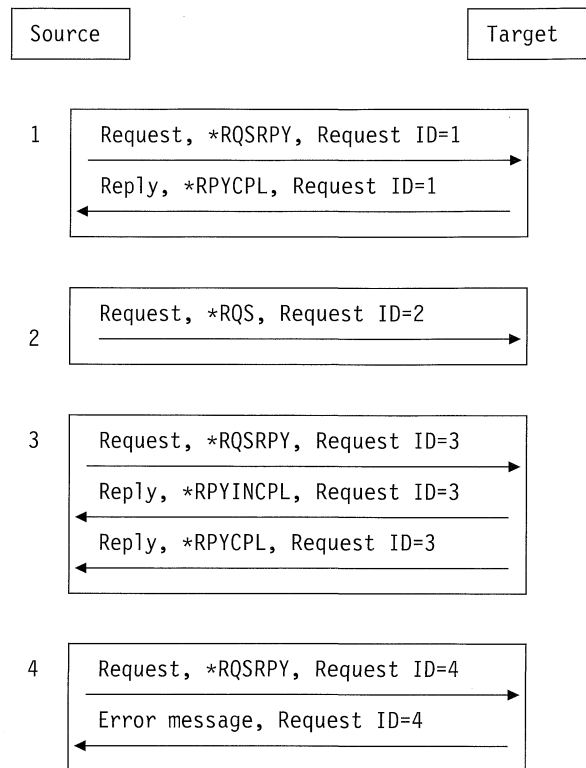 Source Target
1 Request, *RQSRPY, Request ID=1
Reply, *RPYCPL, Request ID=1
Request, *RQS, Request ID=2
2
3 Request, *RQSRPY, Request ID=3
Reply, *RPYINCPL, Request ID=3
Reply, *RPYCPL, Request ID=3
4 Request, *RQSRPY, Request ID=4
Error message, Request ID=4